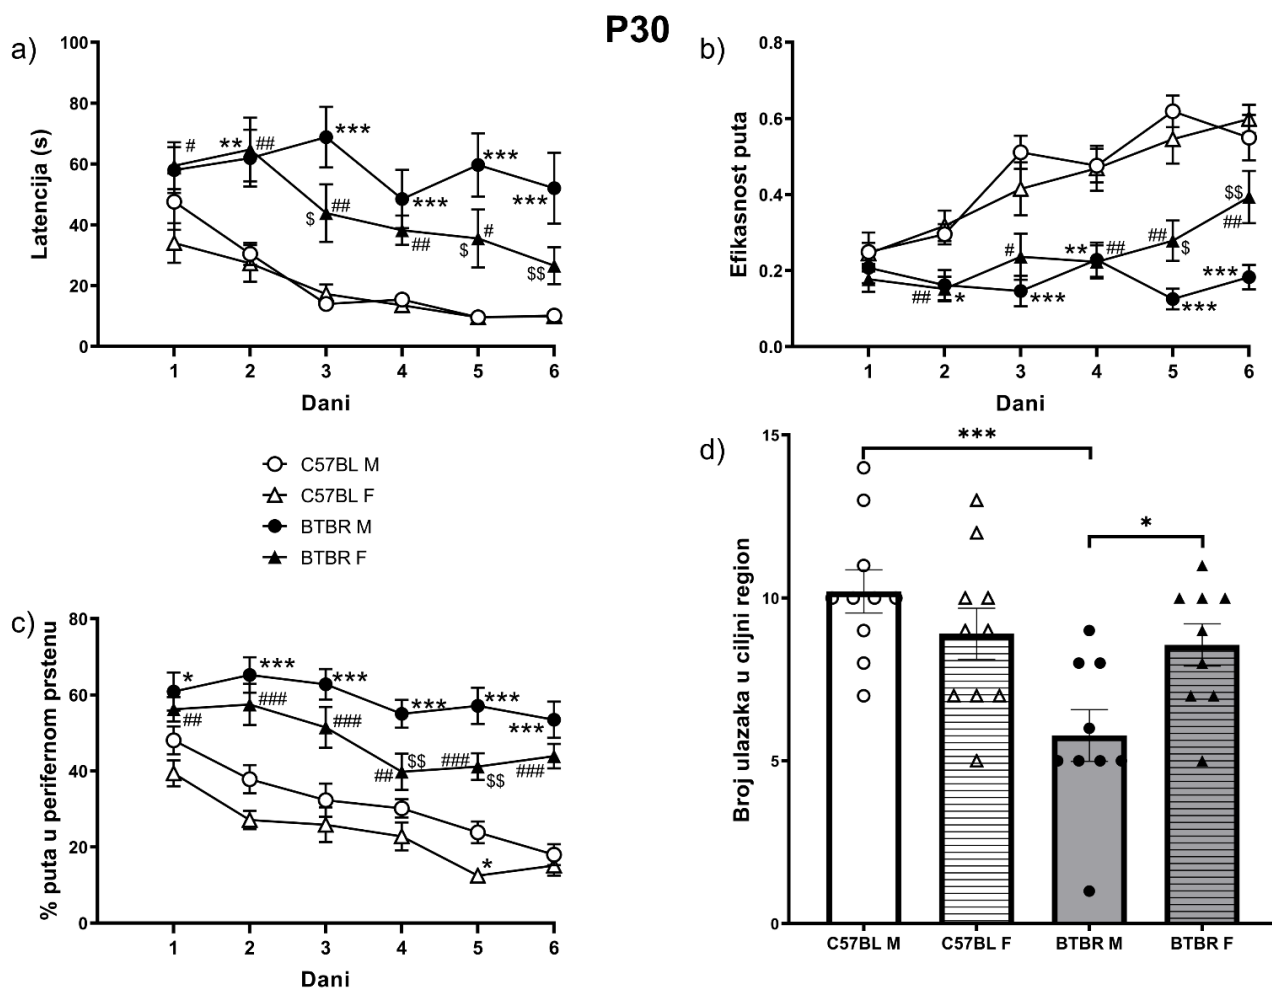 P30
a)
Latencija (s)
100
80
60
40
20
0
# ** ## *** *** *** ***
$ ## ## # $ $$
1 2 3 4 5 6
Dani
b)
Efikasnost puta
0.8
0.6
0.4
0.2
0.0
## * # *** ** ## ## $ *** $$ ## ***
1 2 3 4 5 6
Dani
C57BL M
C57BL F
BTBR M
BTBR F
c)
% puta u perifernom prstenu
80
60
40
20
0
* *** *** *** *** ***
## ### ### ## $$ ### $$ ###
*
1 2 3 4 5 6
Dani
d)
Broj ulazaka u ciljni region
15
10
5
0
***
*
C57BL M C57BL F BTBR M BTBR F